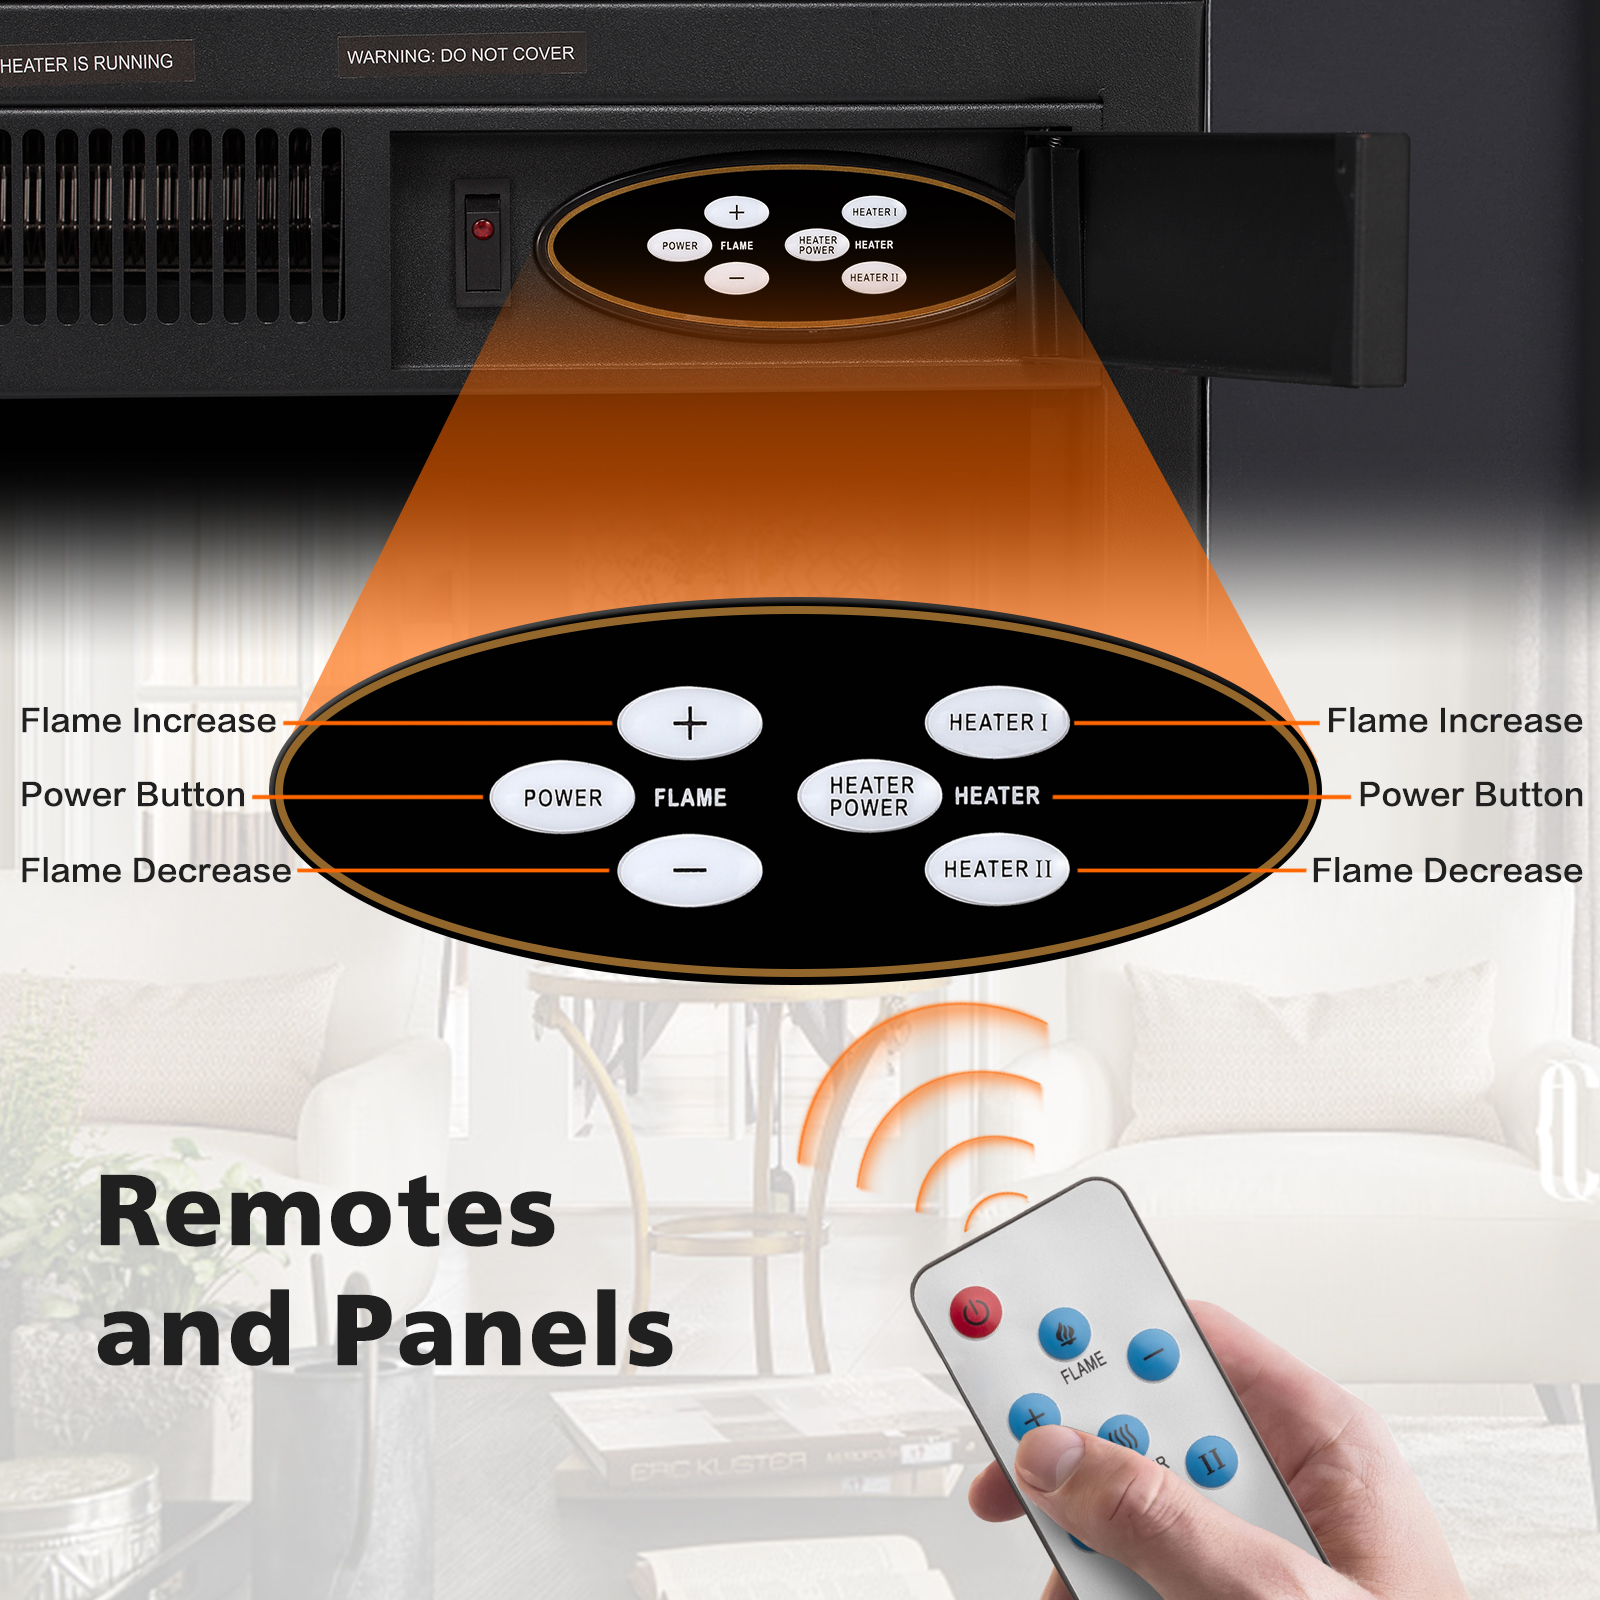 HEATER IS RUNNING
WARNING: DO NOT COVER
+
HEATER I
POWER
FLAME
HEATER
POWER
HEATER
−
HEATER II
Flame Increase
+
HEATER I
Flame Increase
Power Button
POWER
FLAME
HEATER
POWER
HEATER
Power Button
Flame Decrease
−
HEATER II
Flame Decrease
Remotes
and Panels
FLAME
−
+
R
II
ERIC KUSTER